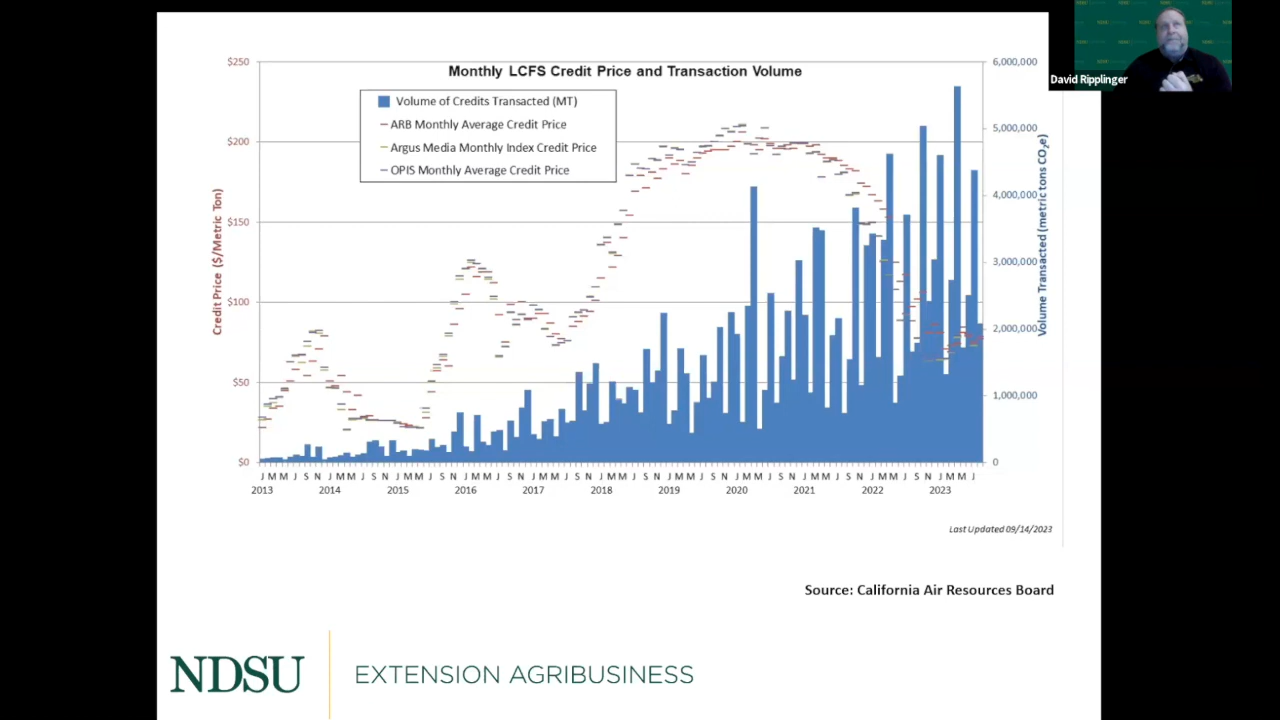 Monthly LCFS Credit Price and Transaction Volume
Volume of Credits Transacted (MT)
ARB Monthly Average Credit Price
Argus Media Monthly Index Credit Price
OPIS Monthly Average Credit Price
Credit Price ($/Metric Ton)
$250
$200
$150
$100
$50
$0
6,000,000
5,000,000
4,000,000
3,000,000
2,000,000
1,000,000
0
Volume Transacted (metric tons CO₂e)
J M M J S N J M M J S N J M M J S N J M M J S N J M M J S N J M M J S N J M M J S N J M M J S N J M M J S N J M M J S N J M M J
2013 2014 2015 2016 2017 2018 2019 2020 2021 2022 2023
Last Updated 09/14/2023
Source: California Air Resources Board
NDSU
EXTENSION AGRIBUSINESS
David Ripplinger